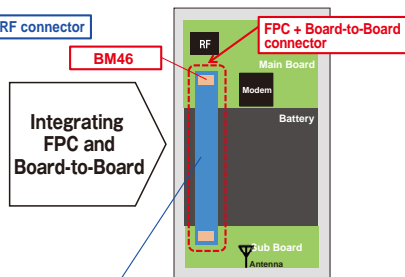 RF connector
BM46
RF
FPC + Board-to-Board
connector
Main Board
Modem
Battery
Integrating
FPC and
Board-to-Board
Sub Board
Antenna